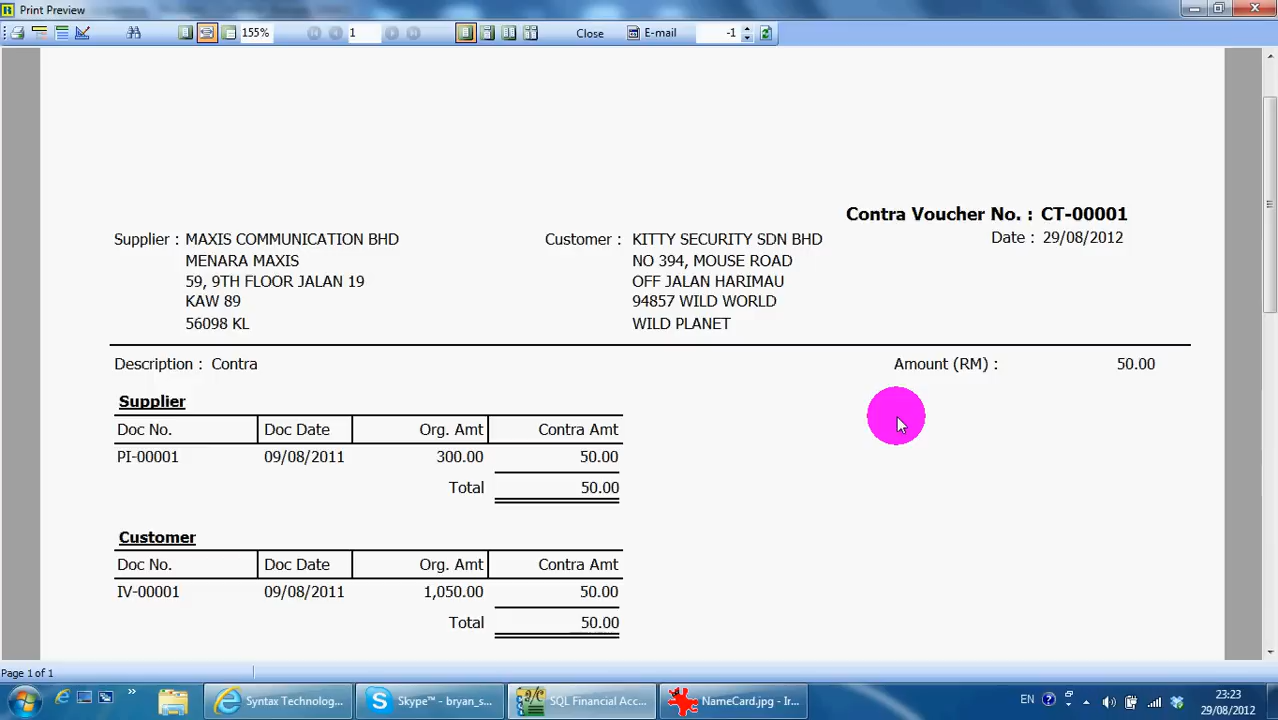 Print Preview
155%
1
Close
E-mail
-1
Contra Voucher No. : CT-00001
Date : 29/08/2012
Supplier : MAXIS COMMUNICATION BHD
MENARA MAXIS
59, 9TH FLOOR JALAN 19
KAW 89
56098 KL
Customer : KITTY SECURITY SDN BHD
NO 394, MOUSE ROAD
OFF JALAN HARIMAU
94857 WILD WORLD
WILD PLANET
Description : Contra
Amount (RM) : 50.00
Supplier
Doc No. Doc Date Org. Amt Contra Amt
PI-00001 09/08/2011 300.00 50.00
Total 50.00
Customer
Doc No. Doc Date Org. Amt Contra Amt
IV-00001 09/08/2011 1,050.00 50.00
Total 50.00
Page 1 of 1
Syntax Technolog...
Skype™ - bryan_s...
SQL Financial Acc...
NameCard.jpg - Ir...
EN
23:23
29/08/2012